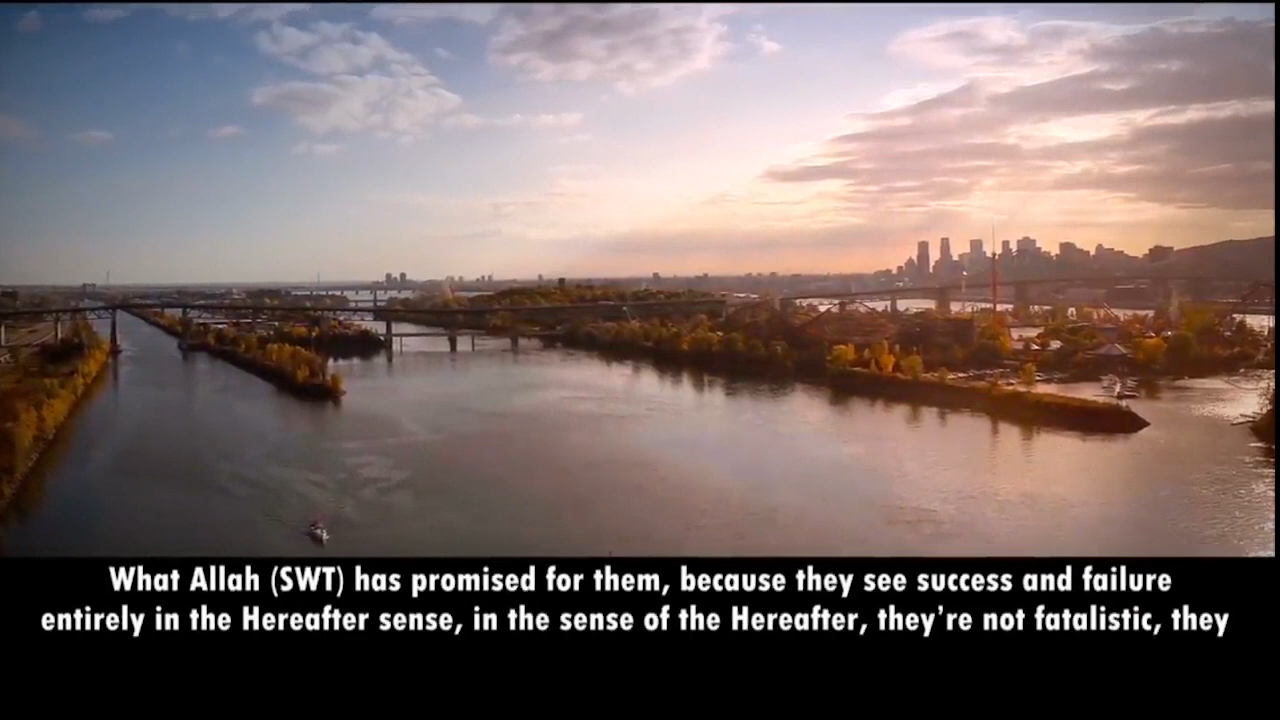 What Allah (SWT) has promised for them, because they see success and failure
entirely in the Hereafter sense, in the sense of the Hereafter, they’re not fatalistic, they